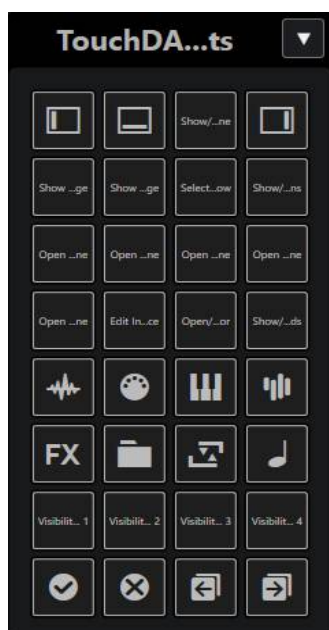 TouchDA...ts
Show/...ne
Show ...ge
Show ...ge
Select...ow
Show/...ns
Open ...ne
Open ...ne
Open ...ne
Open ...ne
Open ...ne
Edit In...ce
Open/...or
Show/...ds
FX
Visibilit... 1
Visibilit... 2
Visibilit... 3
Visibilit... 4